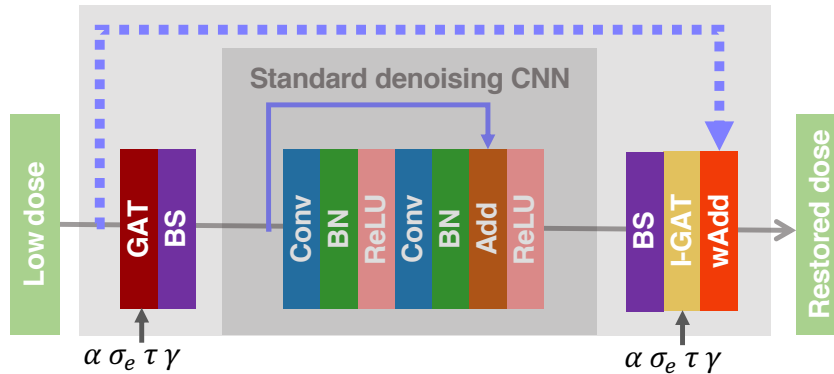 Standard denoising CNN
Low dose
GAT
BS
Conv
BN
ReLU
Conv
BN
Add
ReLU
BS
I-GAT
wAdd
Restored dose
α σₑ τ γ
α σₑ τ γ